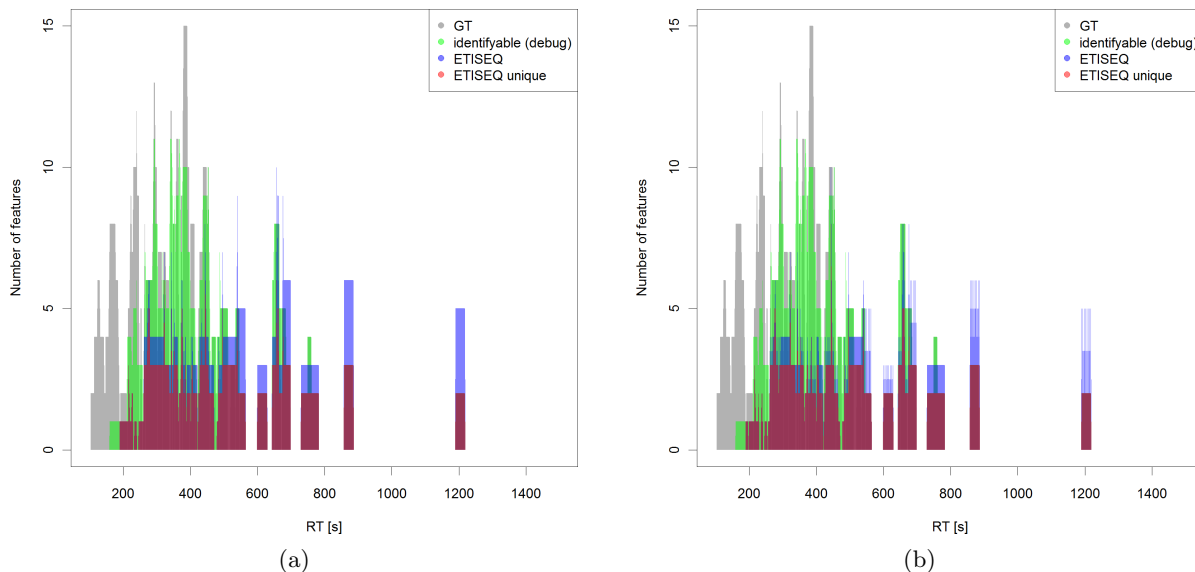 15
10
5
0
Number of features
GT
identifyable (debug)
ETISEQ
ETISEQ unique
200 400 600 800 1000 1200 1400
RT [s]
(a)
15
10
5
0
Number of features
GT
identifyable (debug)
ETISEQ
ETISEQ unique
200 400 600 800 1000 1200 1400
RT [s]
(b)